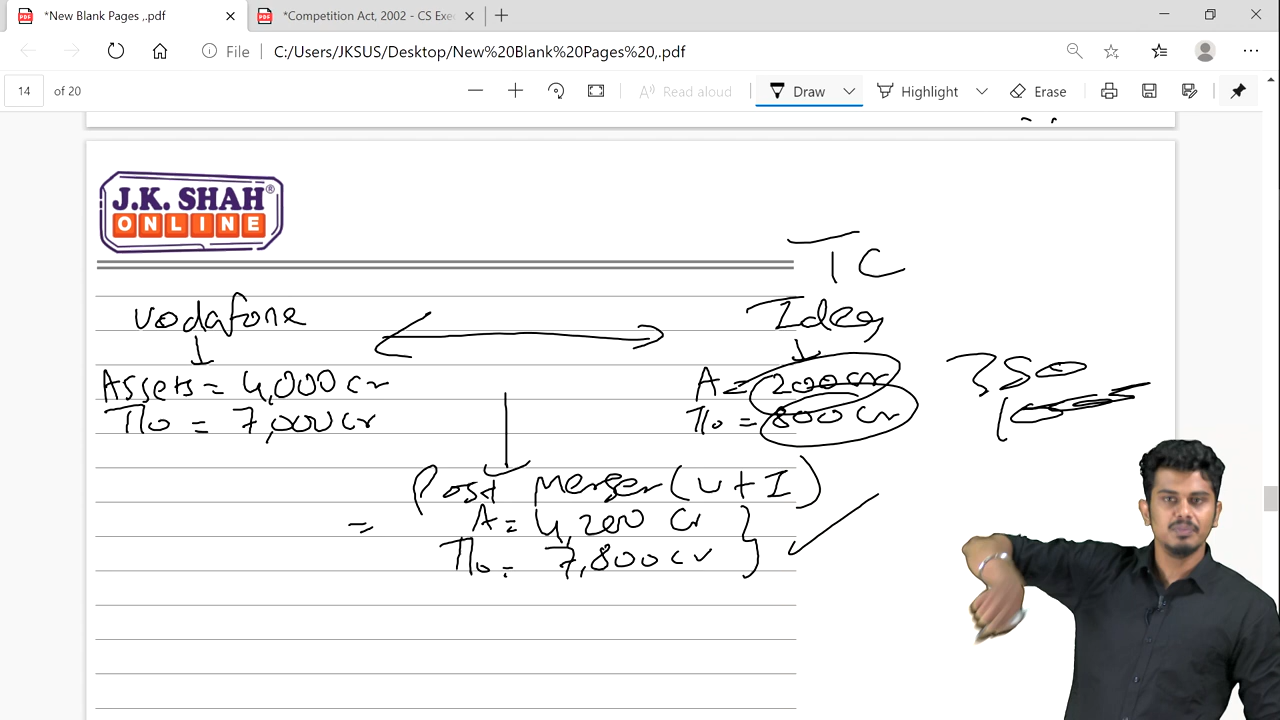 *New Blank Pages ,.pdf
*Competition Act, 2002 - CS Exec
File
C:/Users/JKSUS/Desktop/New%20Blank%20Pages%20,.pdf
14 of 20
Read aloud
Draw
Highlight
Erase
J.K. SHAH®
ONLINE
TC
Vodafone
Idea
Assets = 4,000 cr
T/o = 7,000 cr
A = 200 cr
T/o = 800 cr
350
Post Merger (V + I)
= A = 4,200 cr
T/o = 7,800 cr